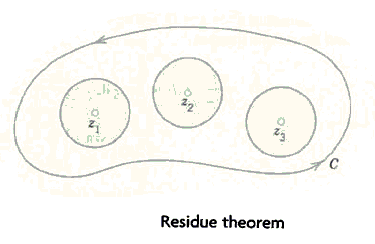 z₂
z₁
z₃
C
Residue theorem